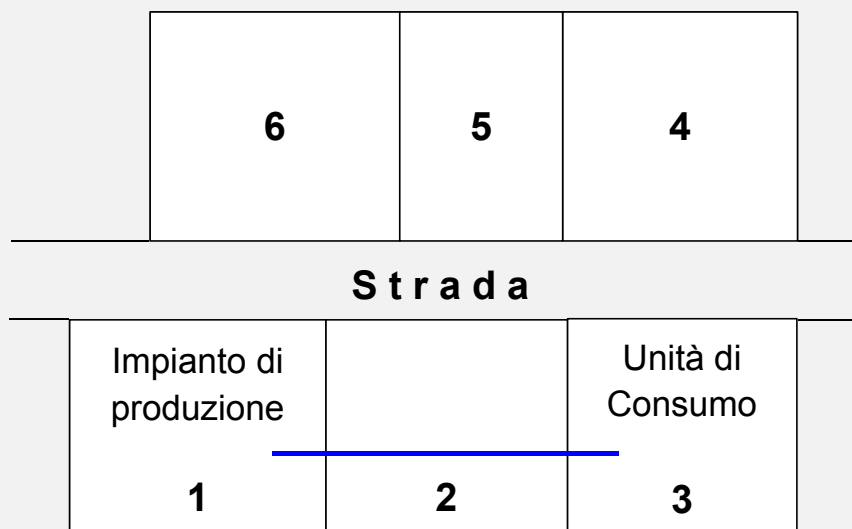 6 5 4
S t r a d a
Impianto di
produzione
Unità di
Consumo
1 2 3